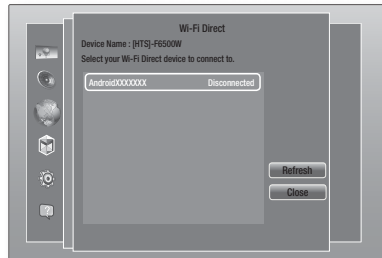 Wi-Fi Direct
Device Name : [HTS]-F6500W
Select your Wi-Fi Direct device to connect to.
AndroidXXXXXXX Disconnected
Refresh
Close
?